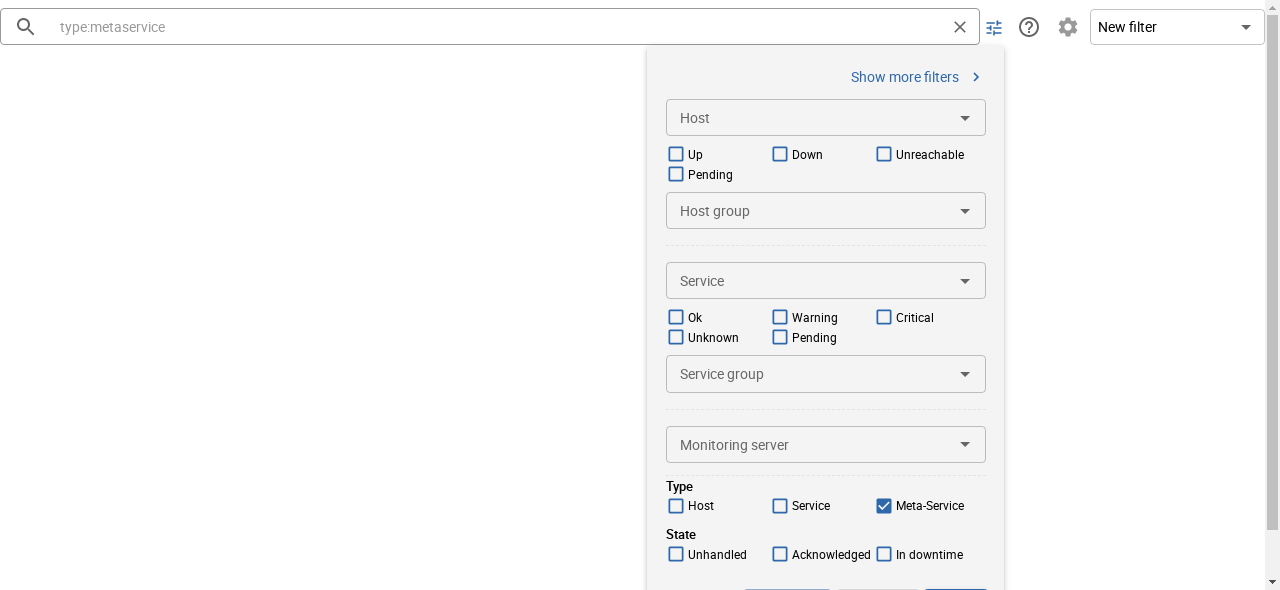 type:metaservice
New filter
Show more filters
Host
Up Down Unreachable
Pending
Host group
Service
Ok Warning Critical
Unknown Pending
Service group
Monitoring server
Type
Host Service Meta-Service
State
Unhandled Acknowledged In downtime